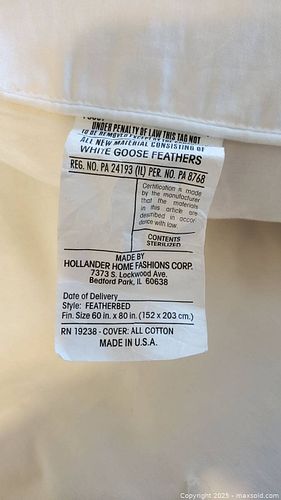 UNDER PENALTY OF LAW THIS TAG NOT
TO BE REMOVED EXCEPT
ALL NEW MATERIAL CONSISTING OF
WHITE GOOSE FEATHERS
REG. NO. PA 24193 (IL) PER. NO. PA 8768
Certification is made
by the manufacturer
that the materials
in this article are
described in accor-
dance with law.
CONTENTS
STERILIZED
MADE BY
HOLLANDER HOME FASHIONS CORP.
7373 S. Lockwood Ave.
Bedford Park, IL 60638
Date of Delivery
Style: FEATHERBED
Fin. Size 60 in. x 80 in. (152 x 203 cm.)
RN 19238 - COVER: ALL COTTON
MADE IN U.S.A.
Copyright 2025 - maxsold.com